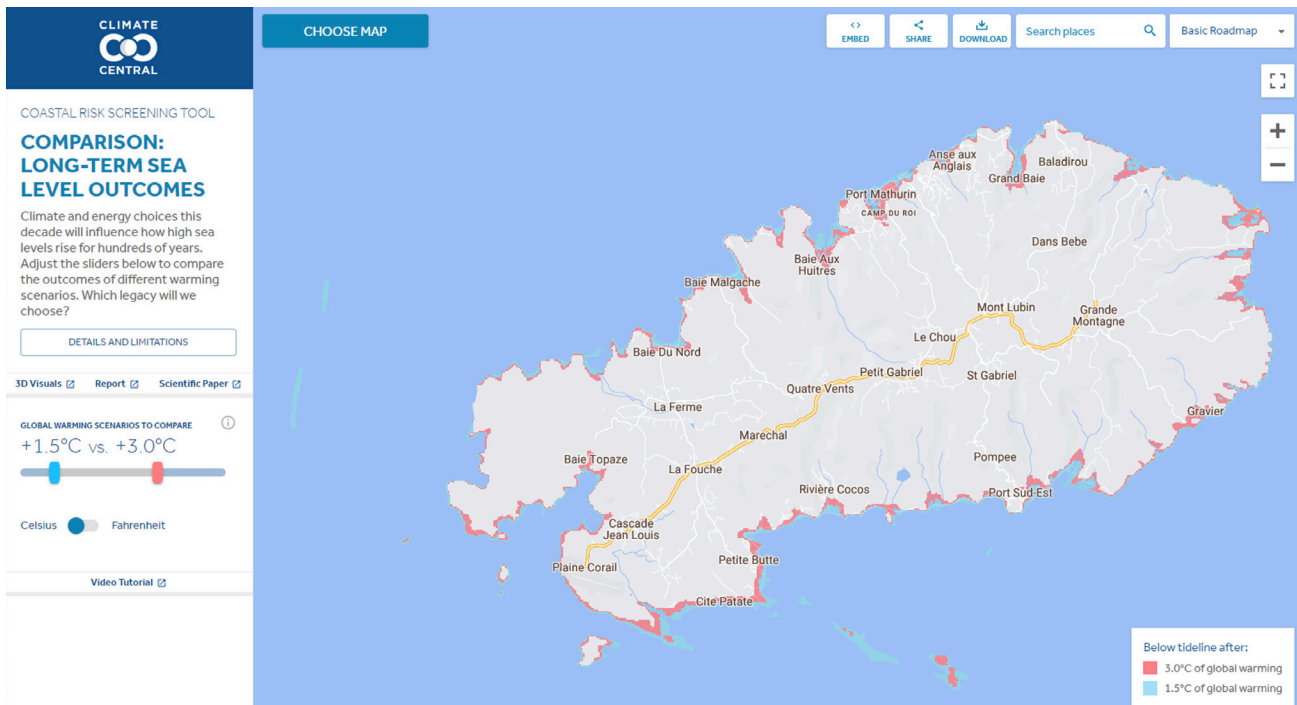 CLIMATE
CENTRAL
CHOOSE MAP
EMBED
SHARE
DOWNLOAD
Search places
Basic Roadmap
COASTAL RISK SCREENING TOOL
COMPARISON:
LONG-TERM SEA
LEVEL OUTCOMES
Climate and energy choices this
decade will influence how high sea
levels rise for hundreds of years.
Adjust the sliders below to compare
the outcomes of different warming
scenarios. Which legacy will we
choose?
DETAILS AND LIMITATIONS
3D Visuals Report Scientific Paper
GLOBAL WARMING SCENARIOS TO COMPARE
+1.5°C vs. +3.0°C
Celsius Fahrenheit
Video Tutorial
Anse aux
Anglais
Baladirou
Grand Baie
Port Mathurin
CAMP DU ROI
Dans Bebe
Baie Aux
Huitres
Baie Malgache
Mont Lubin
Grande
Montagne
Le Chou
Baie Du Nord
Petit Gabriel
St Gabriel
Quatre Vents
La Ferme
Gravier
Marechal
Baie Topaze
La Fouche
Pompee
Rivière Cocos
Port Sud Est
Cascade
Jean Louis
Plaine Corail
Petite Butte
Cite Patate
Below tideline after:
3.0°C of global warming
1.5°C of global warming